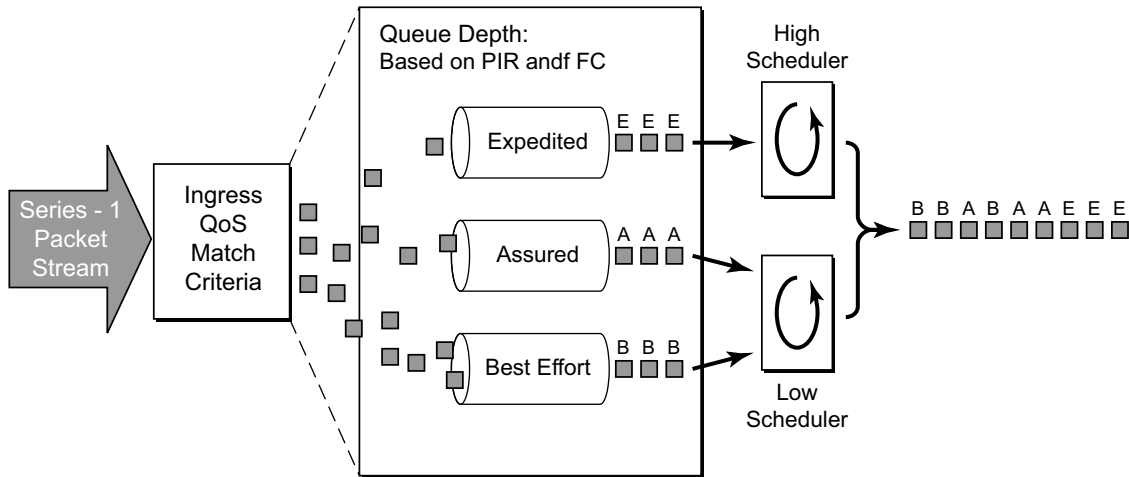 Queue Depth:
Based on PIR andf FC
High
Scheduler
Series - 1
Packet
Stream
Ingress
QoS
Match
Criteria
E E E
Expedited
A A A
Assured
B B B
Best Effort
B B A B A A E E E
Low
Scheduler